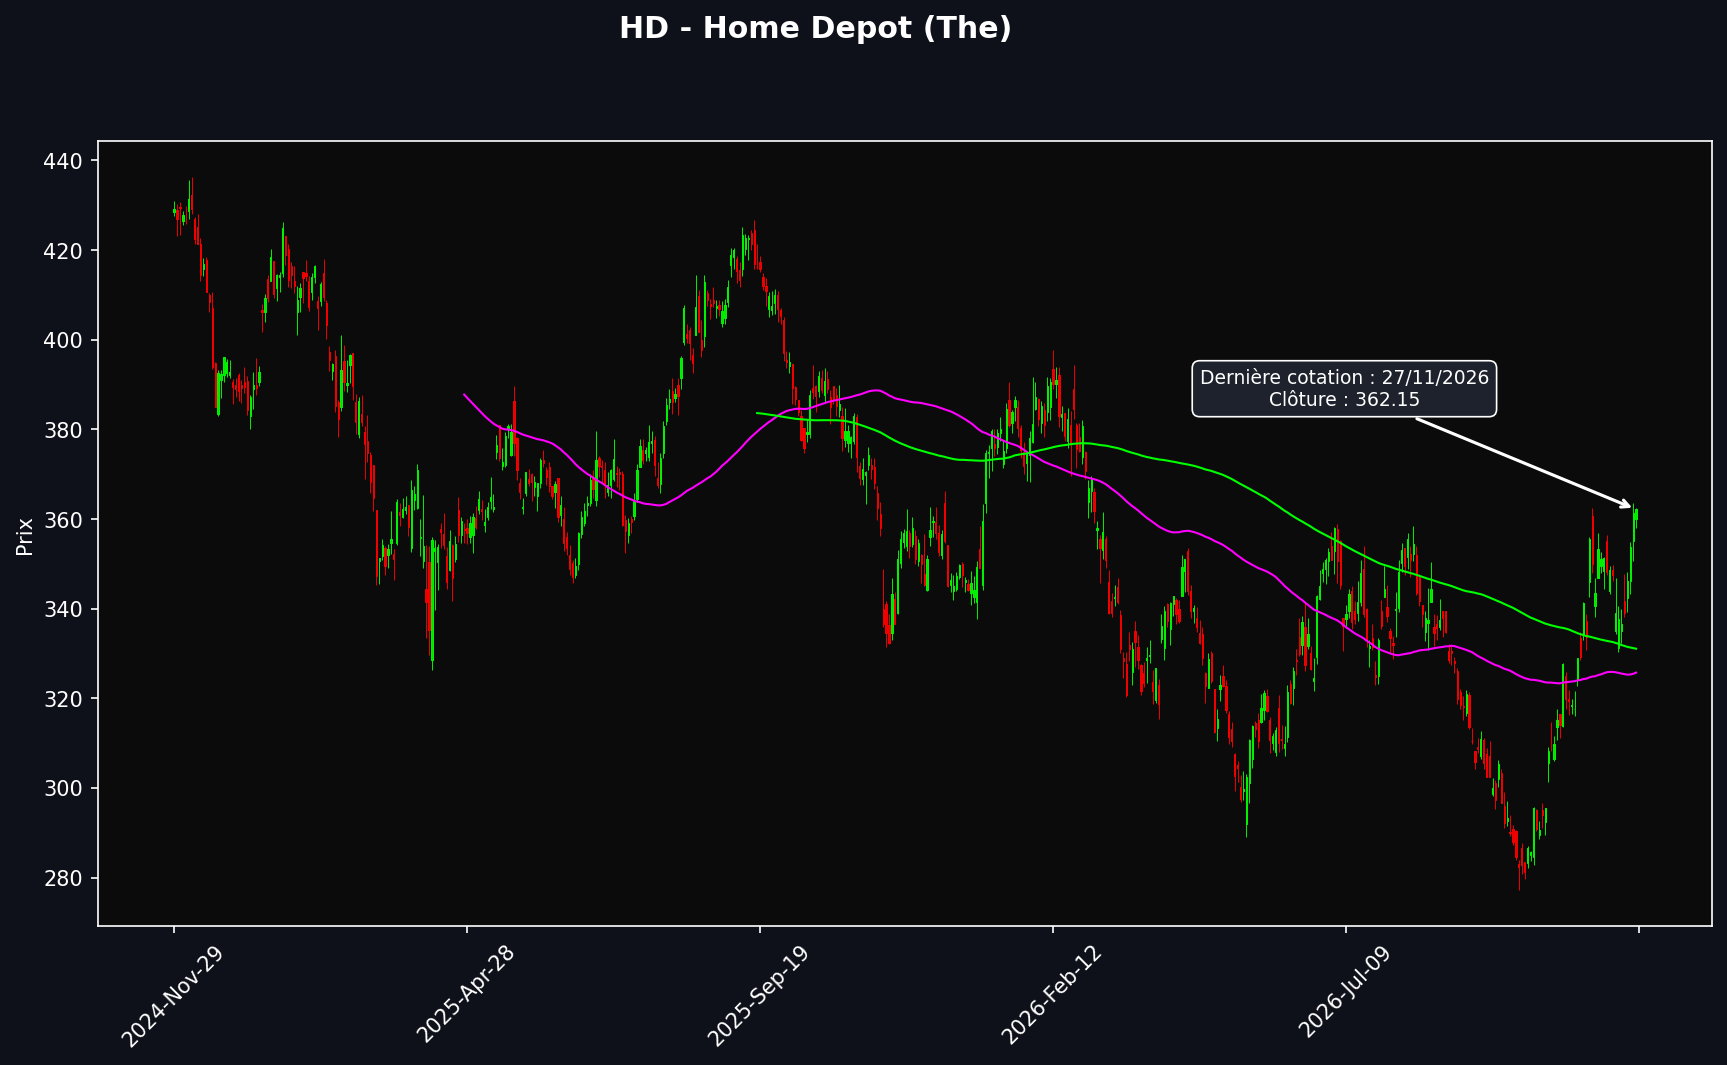 HD - Home Depot (The)
440
420
400
380
360
340
320
300
280
Prix
Dernière cotation : 27/11/2026
Clôture : 362.15
2024-Nov-29
2025-Apr-28
2025-Sep-19
2026-Feb-12
2026-Jul-09